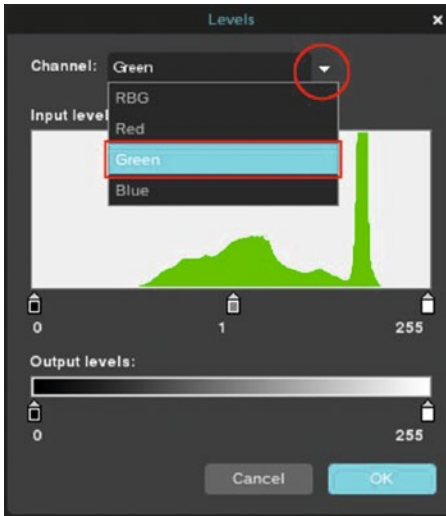 Levels ×
Channel: Green
RBG
Input level
Red
Green
Blue
0 1 255
Output levels:
0 255
Cancel OK